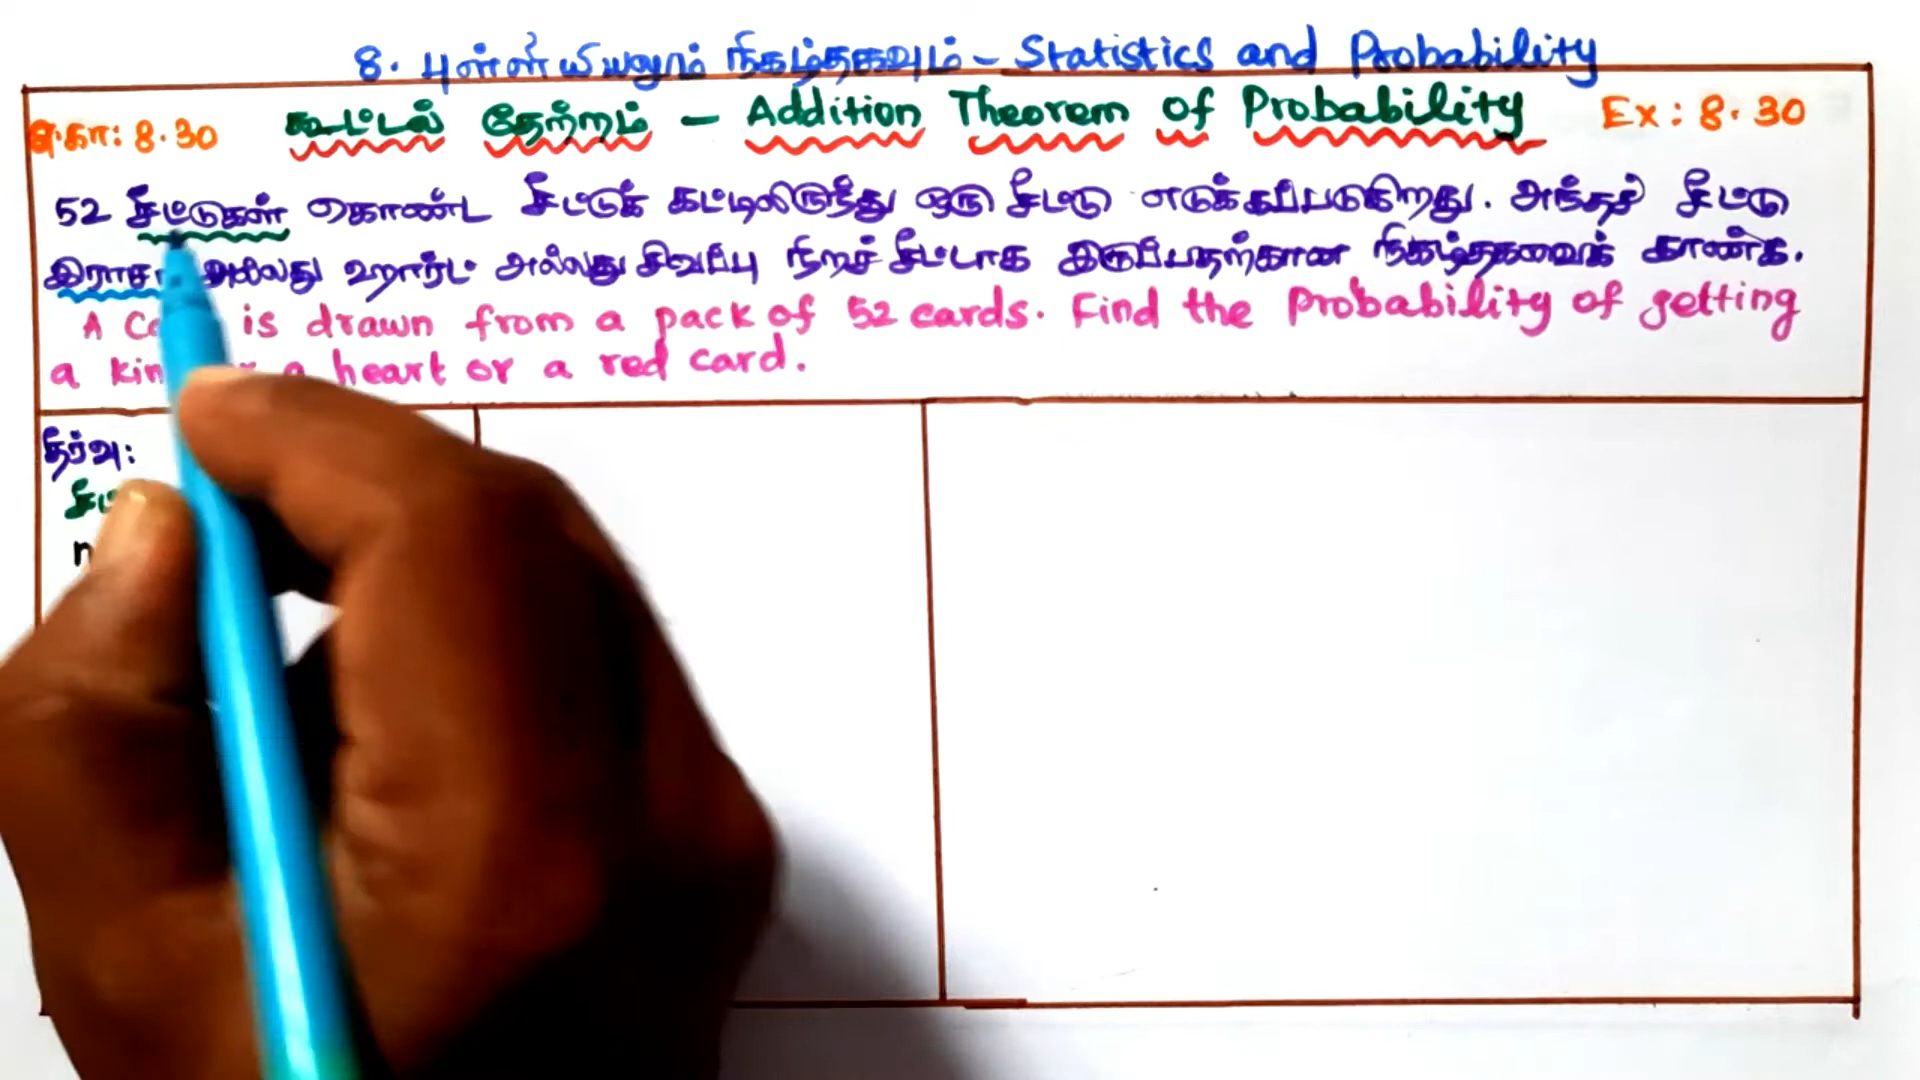 8. புள்ளியியலும் நிகழ்தகவும் - Statistics and Probability
எ.கா: 8.30 கூட்டல் தேற்றம் - Addition Theorem of Probability Ex: 8.30
52 சீட்டுகள் கொண்ட சீட்டுக் கட்டிலிருந்து ஒரு சீட்டு எடுக்கப்படுகிறது. அந்தச் சீட்டு
இராசா அல்லது ஹார்ட் அல்லது சிவப்பு நிறச் சீட்டாக இருப்பதற்கான நிகழ்தகவைக் காண்க.
A is drawn from a pack of 52 cards. Find the Probability of getting
a a heart or a red card.
தீர்வு: